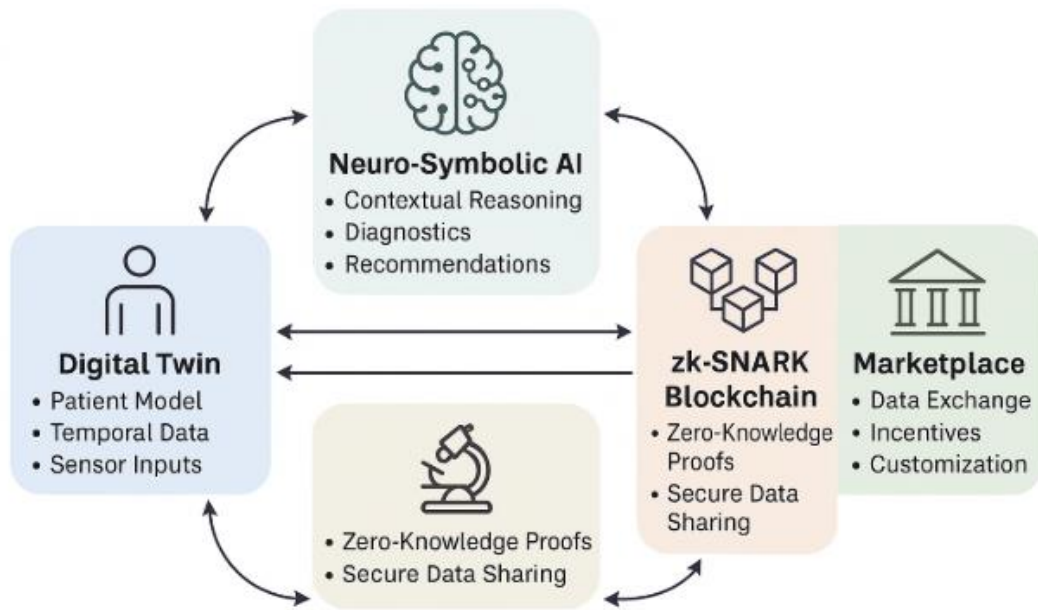 Neuro-Symbolic AI
• Contextual Reasoning
• Diagnostics
• Recommendations
Digital Twin
• Patient Model
• Temporal Data
• Sensor Inputs
• Zero-Knowledge Proofs
• Secure Data Sharing
zk-SNARK
Blockchain
• Zero-Knowledge
Proofs
• Secure Data
Sharing
Marketplace
• Data Exchange
• Incentives
• Customization